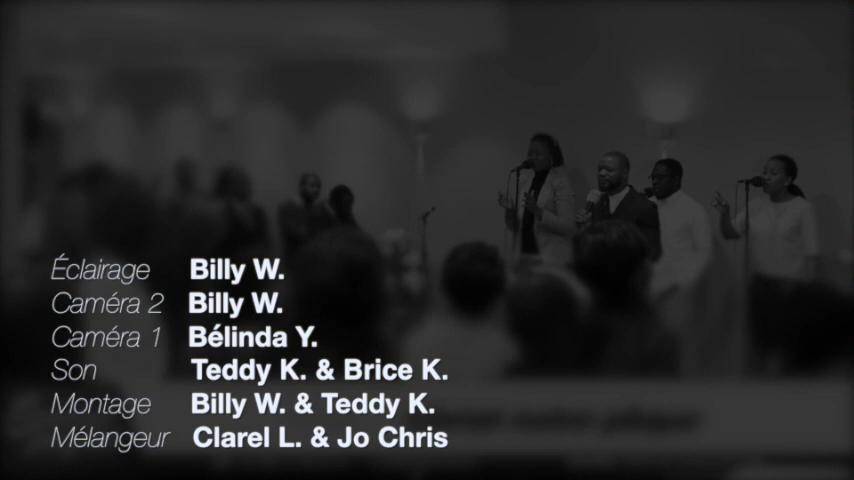 Éclairage Billy W.
Caméra 2 Billy W.
Caméra 1 Bélinda Y.
Son Teddy K. & Brice K.
Montage Billy W. & Teddy K.
Mélangeur Clarel L. & Jo Chris